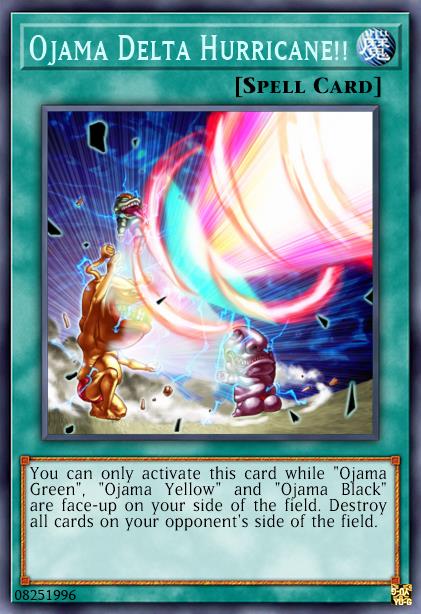 OJAMA DELTA HURRICANE!! 魔
[SPELL CARD]
You can only activate this card while "Ojama
Green", "Ojama Yellow" and "Ojama Black"
are face-up on your side of the field. Destroy
all cards on your opponent's side of the field.
08251996